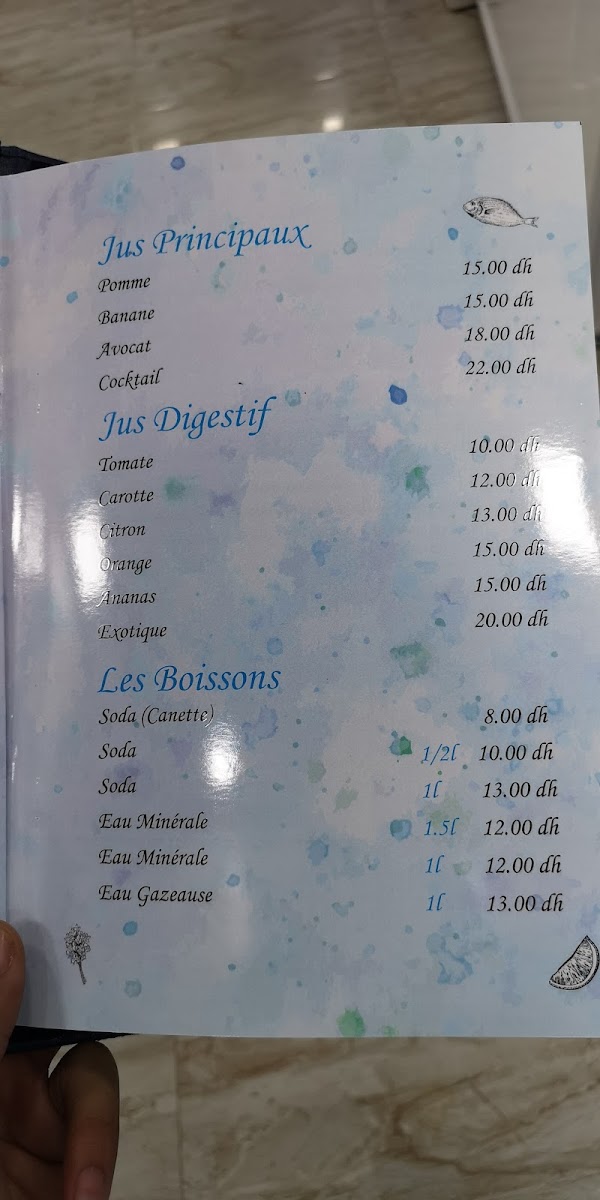 Jus Principaux
Pomme 15.00 dh
Banane 15.00 dh
Avocat 18.00 dh
Cocktail 22.00 dh
Jus Digestif
Tomate 10.00 dh
Carotte 12.00 dh
Citron 13.00 dh
Orange 15.00 dh
Ananas 15.00 dh
Exotique 20.00 dh
Les Boissons
Soda (Canette) 8.00 dh
Soda 1/2l 10.00 dh
Soda 1l 13.00 dh
Eau Minérale 1.5l 12.00 dh
Eau Minérale 1l 12.00 dh
Eau Gazeause 1l 13.00 dh